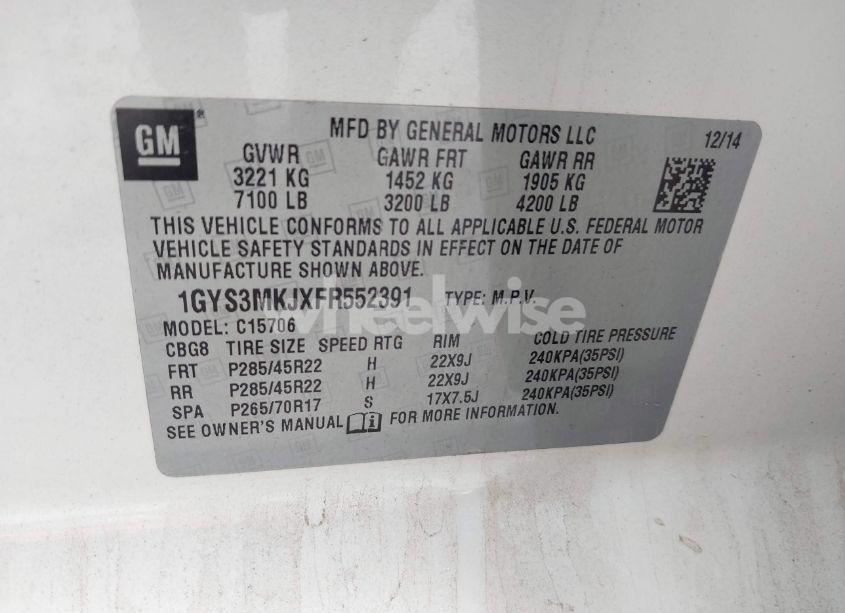 GM
MFD BY GENERAL MOTORS LLC 12/14
GVWR GAWR FRT GAWR RR
3221 KG 1452 KG 1905 KG
7100 LB 3200 LB 4200 LB
THIS VEHICLE CONFORMS TO ALL APPLICABLE U.S. FEDERAL MOTOR
VEHICLE SAFETY STANDARDS IN EFFECT ON THE DATE OF
MANUFACTURE SHOWN ABOVE.
1GYS3MKJXFR552391 TYPE: M.P.V.
wheelwise
MODEL: C15706
CBG8 TIRE SIZE SPEED RTG RIM COLD TIRE PRESSURE
FRT P285/45R22 H 22X9J 240KPA(35PSI)
RR P285/45R22 H 22X9J 240KPA(35PSI)
SPA P265/70R17 S 17X7.5J 240KPA(35PSI)
SEE OWNER'S MANUAL FOR MORE INFORMATION.